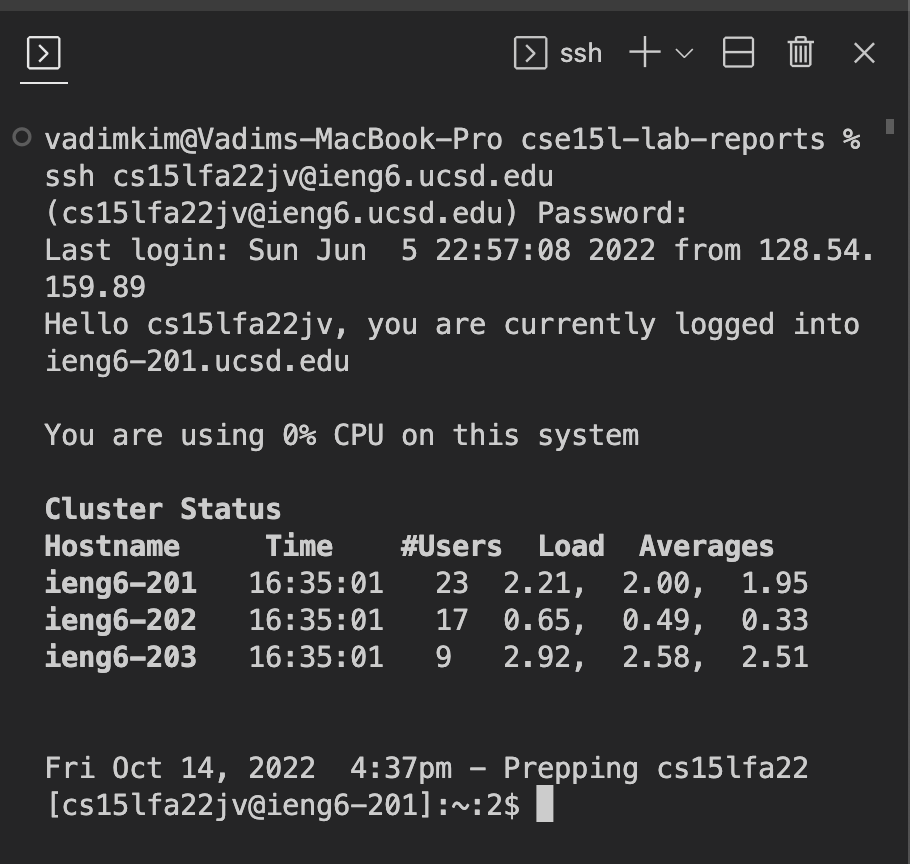 ssh
vadimkim@Vadims-MacBook-Pro cse15l-lab-reports %
ssh cs15lfa22jv@ieng6.ucsd.edu
(cs15lfa22jv@ieng6.ucsd.edu) Password:
Last login: Sun Jun  5 22:57:08 2022 from 128.54.
159.89
Hello cs15lfa22jv, you are currently logged into
ieng6-201.ucsd.edu

You are using 0% CPU on this system

Cluster Status
Hostname     Time    #Users  Load  Averages
ieng6-201   16:35:01   23  2.21,  2.00,  1.95
ieng6-202   16:35:01   17  0.65,  0.49,  0.33
ieng6-203   16:35:01   9   2.92,  2.58,  2.51

Fri Oct 14, 2022  4:37pm - Prepping cs15lfa22
[cs15lfa22jv@ieng6-201]:~:2$